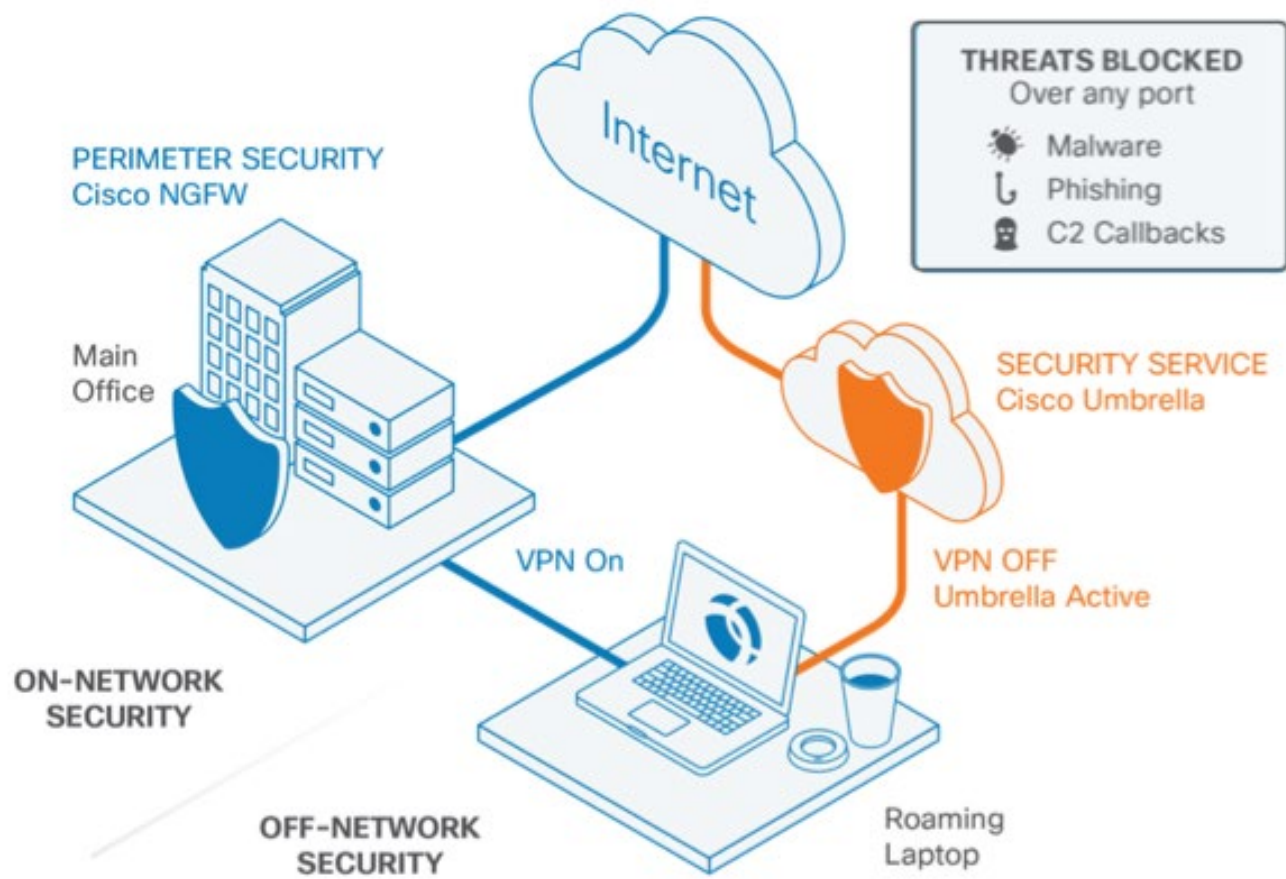 THREATS BLOCKED
Over any port
Malware
Phishing
C2 Callbacks
Internet
PERIMETER SECURITY
Cisco NGFW
Main
Office
SECURITY SERVICE
Cisco Umbrella
VPN On
VPN OFF
Umbrella Active
ON-NETWORK
SECURITY
OFF-NETWORK
SECURITY
Roaming
Laptop